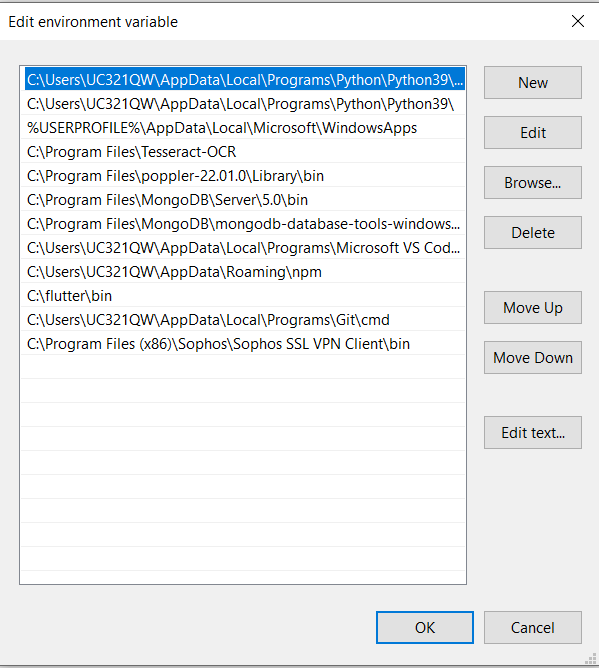 Edit environment variable
C:\Users\UC321QW\AppData\Local\Programs\Python\Python39\...
C:\Users\UC321QW\AppData\Local\Programs\Python\Python39\
%USERPROFILE%\AppData\Local\Microsoft\WindowsApps
C:\Program Files\Tesseract-OCR
C:\Program Files\poppler-22.01.0\Library\bin
C:\Program Files\MongoDB\Server\5.0\bin
C:\Program Files\MongoDB\mongodb-database-tools-windows...
C:\Users\UC321QW\AppData\Local\Programs\Microsoft VS Cod...
C:\Users\UC321QW\AppData\Roaming\npm
C:\flutter\bin
C:\Users\UC321QW\AppData\Local\Programs\Git\cmd
C:\Program Files (x86)\Sophos\Sophos SSL VPN Client\bin
New
Edit
Browse...
Delete
Move Up
Move Down
Edit text...
OK
Cancel